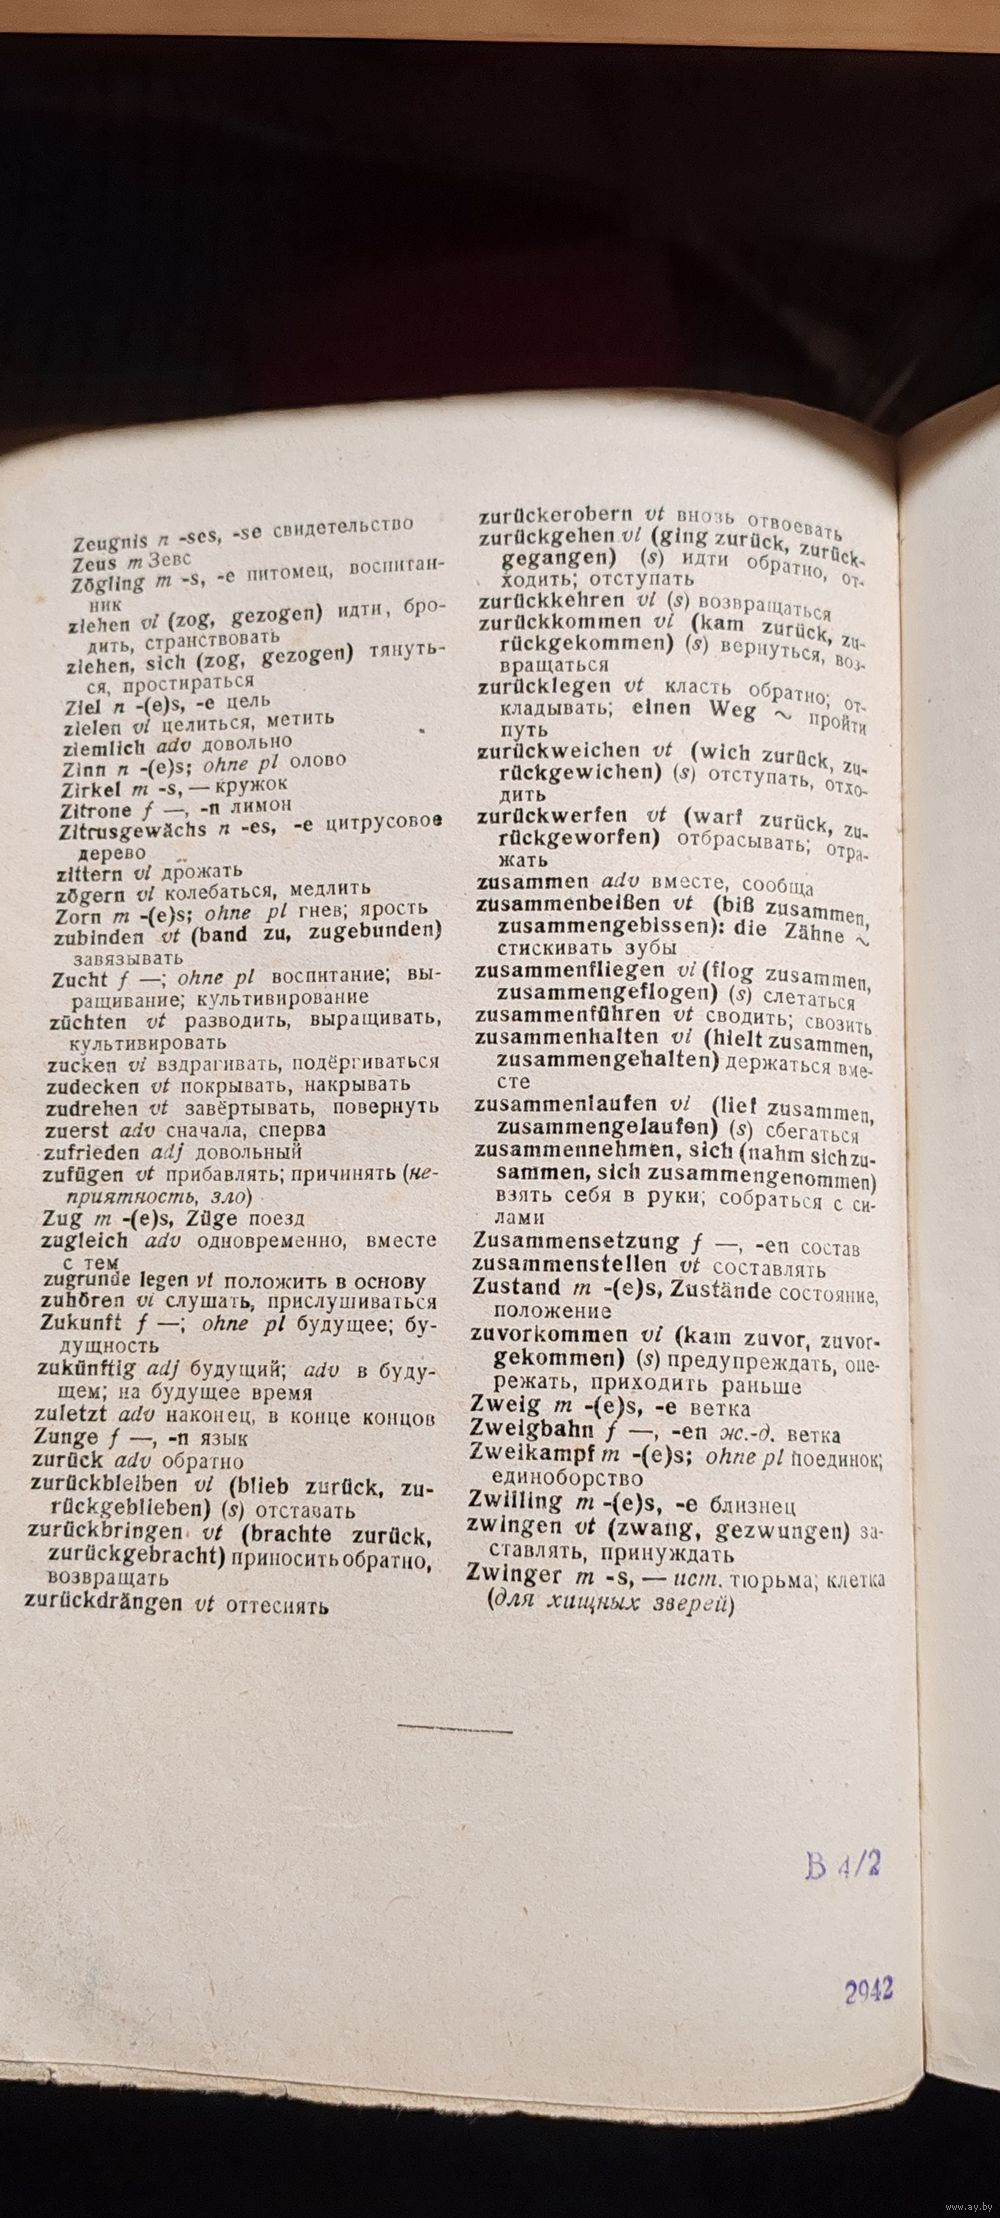 Zeugnis n -ses, -se свидетельство
Zeus m Зевс
Zögling m -s, -e питомец, воспитан-
ник
ziehen vi (zog, gezogen) идти, бро-
дить, странствовать
ziehen, sich (zog, gezogen) тянуть-
ся, простираться
Ziel n -(e)s, -e цель
zielen vi целиться, метить
ziemlich adv довольно
Zinn n -(e)s; ohne pl олово
Zirkel m -s, — кружок
Zitrone f —, -n лимон
Zitrusgewächs n -es, -e цитрусовое
дерево
zittern vi дрожать
zögern vi колебаться, медлить
Zorn m -(e)s; ohne pl гнев; ярость
zubinden vt (band zu, zugebunden)
завязывать
Zucht f —; ohne pl воспитание; вы-
ращивание; культивирование
züchten vt разводить, выращивать,
культивировать
zucken vi вздрагивать, подёргиваться
zudecken vt покрывать, накрывать
zudrehen vt завёртывать, повернуть
zuerst adv сначала, сперва
zufrieden adj довольный
zufügen vt прибавлять; причинять (не-
приятность, зло)
Zug m -(e)s, Züge поезд
zugleich adv одновременно, вместе
с тем
zugrunde legen vt положить в основу
zuhören vi слушать, прислушиваться
Zukunft f —; ohne pl будущее; бу-
дущность
zukünftig adj будущий; adv в буду-
щем; на будущее время
zuletzt adv наконец, в конце концов
Zunge f —, -n язык
zurück adv обратно
zurückbleiben vi (blieb zurück, zu-
rückgeblieben) (s) отставать
zurückbringen vt (brachte zurück,
zurückgebracht) приносить обратно,
возвращать
zurückdrängen vt оттеснять
zurückerobern vt вновь отвоевать
zurückgehen vi (ging zurück, zurück-
gegangen) (s) идти обратно, от-
ходить; отступать
zurückkehren vi (s) возвращаться
zurückkommen vi (kam zurück, zu-
rückgekommen) (s) вернуться, воз-
вращаться
zurücklegen vt класть обратно; от-
кладывать; einen Weg ~ пройти
путь
zurückweichen vt (wich zurück, zu-
rückgewichen) (s) отступать, отхо-
дить
zurückwerfen vt (warf zurück, zu-
rückgeworfen) отбрасывать; отра-
жать
zusammen adv вместе, сообща
zusammenbeißen vt (biß zusammen,
zusammengebissen): die Zähne ~
стискивать зубы
zusammenfliegen vi (flog zusammen,
zusammengeflogen) (s) слетаться
zusammenführen vt сводить; свозить
zusammenhalten vi (hielt zusammen,
zusammengehalten) держаться вме-
сте
zusammenlaufen vi (lief zusammen,
zusammengelaufen) (s) сбегаться
zusammennehmen, sich (nahm sich zu-
sammen, sich zusammengenommen)
взять себя в руки; собраться с си-
лами
Zusammensetzung f —, -en состав
zusammenstellen vt составлять
Zustand m -(e)s, Zustände состояние,
положение
zuvorkommen vi (kam zuvor, zuvor-
gekommen) (s) предупреждать, опе-
режать, приходить раньше
Zweig m -(e)s, -e ветка
Zweigbahn f —, -en ж.-д. ветка
Zweikampf m -(e)s; ohne pl поединок;
единоборство
Zwilling m -(e)s, -e близнец
zwingen vt (zwang, gezwungen) за-
ставлять, принуждать
Zwinger m -s, — ист. тюрьма; клетка
(для хищных зверей)
В 4/2
2942
www.ay.by